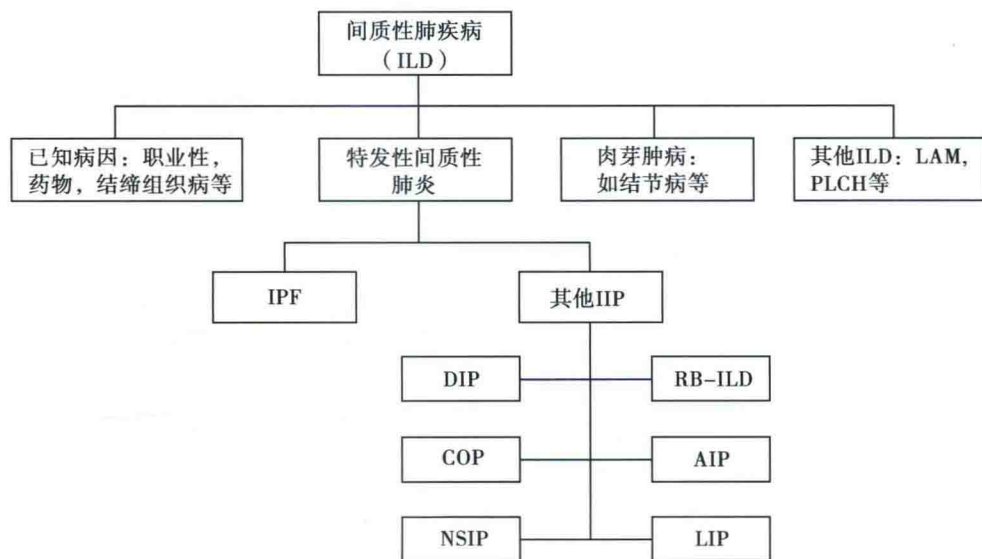 间质性肺疾病
（ILD）
已知病因：职业性，
药物，结缔组织病等
特发性间质性
肺炎
肉芽肿病：
如结节病等
其他ILD：LAM，
PLCH等
IPF
其他IIP
DIP
RB-ILD
COP
AIP
NSIP
LIP